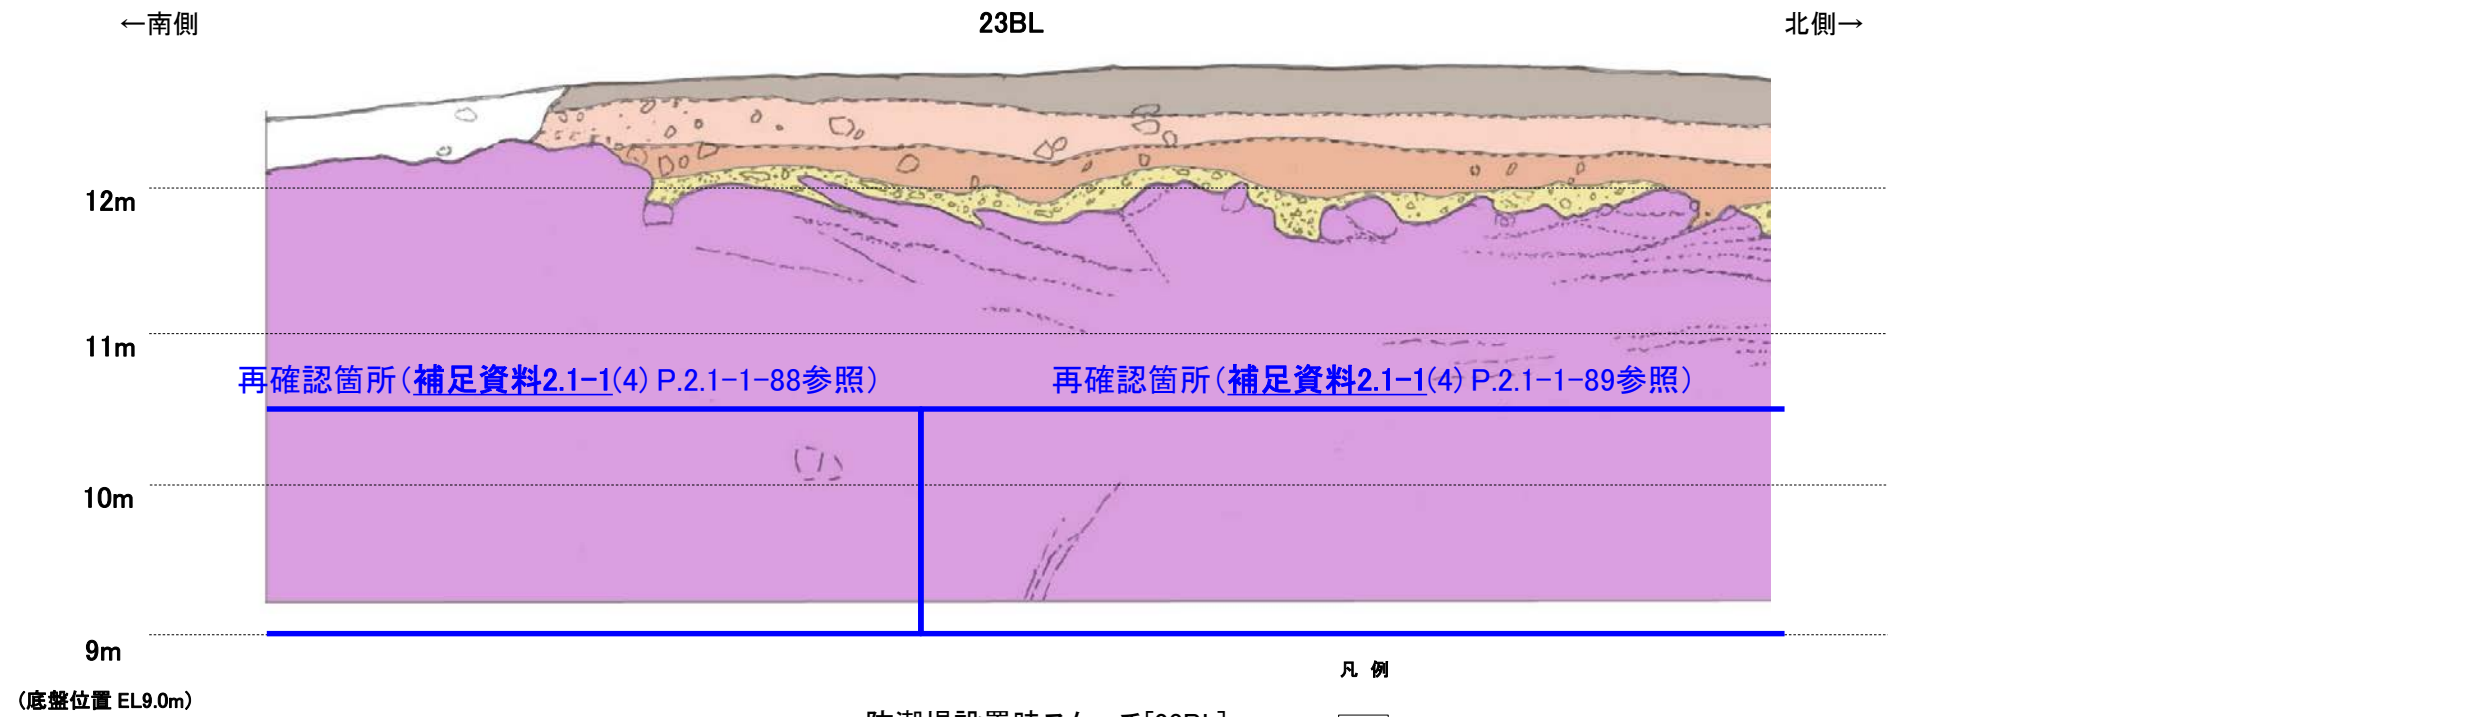 ←南側
23BL
北側→
12m
11m
再確認箇所（補足資料2.1-1(4) P.2.1-1-88参照）
再確認箇所（補足資料2.1-1(4) P.2.1-1-89参照）
10m
9m
凡 例
（底盤位置 EL9.0m）